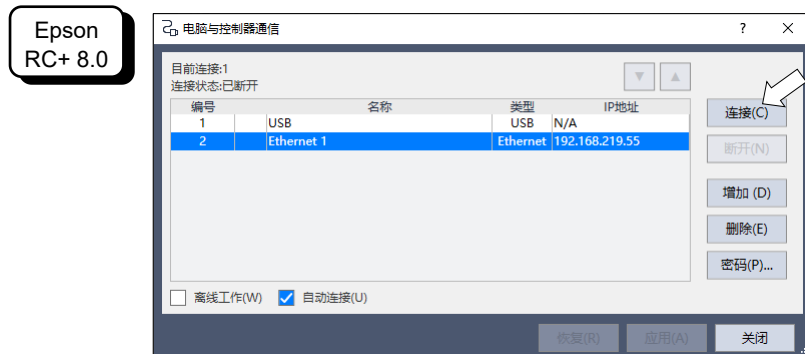 Epson
RC+ 8.0
电脑与控制器通信
目前连接:1
连接状态:已断开
编号 名称 类型 IP地址
1 USB USB N/A
2 Ethernet 1 Ethernet 192.168.219.55
连接(C)
断开(N)
增加 (D)
删除(E)
密码(P)...
离线工作(W) 自动连接(U)
恢复(R) 应用(A) 关闭